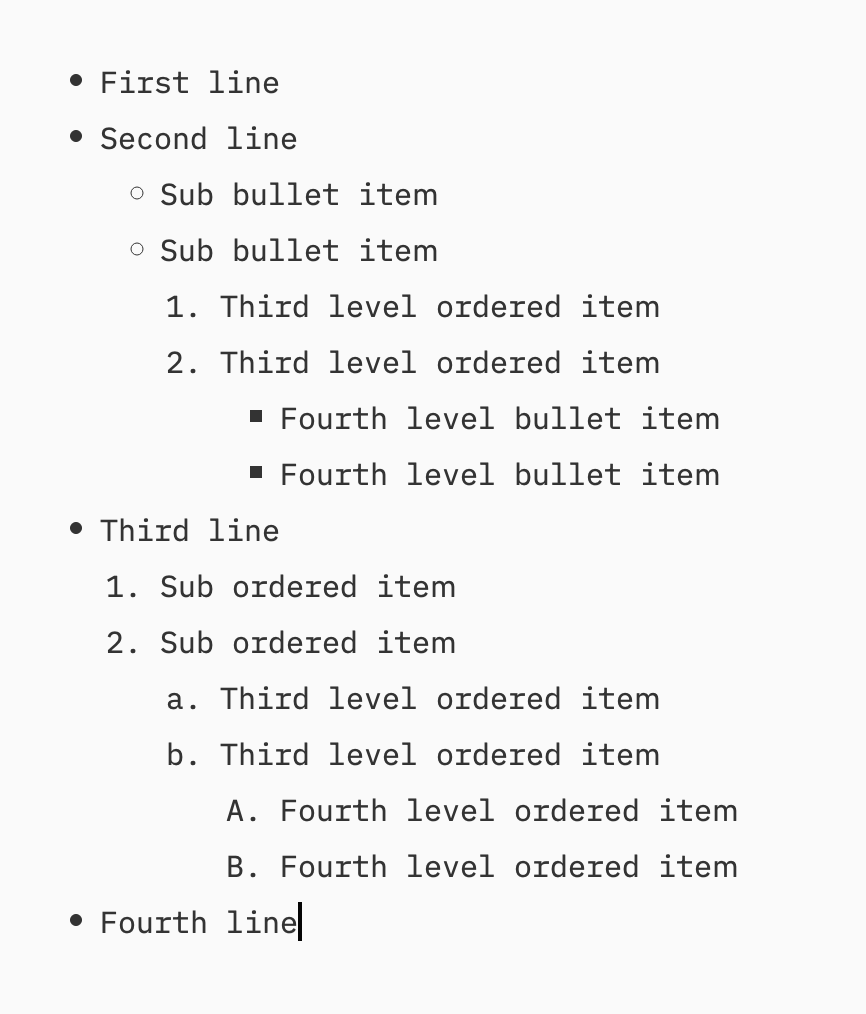 • First line
• Second line
○ Sub bullet item
○ Sub bullet item
1. Third level ordered item
2. Third level ordered item
■ Fourth level bullet item
■ Fourth level bullet item
• Third line
1. Sub ordered item
2. Sub ordered item
a. Third level ordered item
b. Third level ordered item
A. Fourth level ordered item
B. Fourth level ordered item
• Fourth line